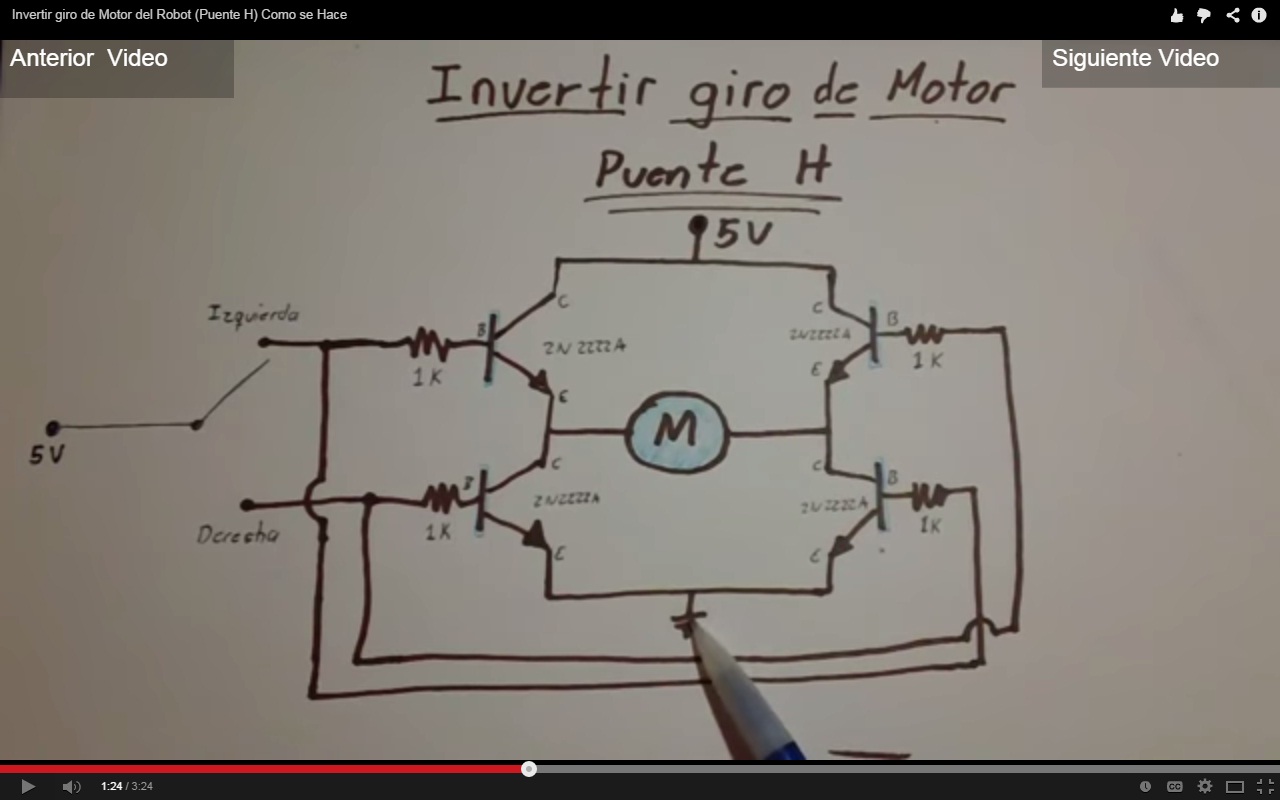 Invertir giro de Motor del Robot (Puente H) Como se Hace
Anterior Video
Siguiente Video
Invertir giro de Motor
Puente H
5V
Izquierda
C
C
B
B
2N2222A
2N2222A
1K
1K
E
E
M
5V
C
C
B
B
2N2222A
2N2222A
1K
1K
Derecha
E
E
1:24 / 3:24
CC